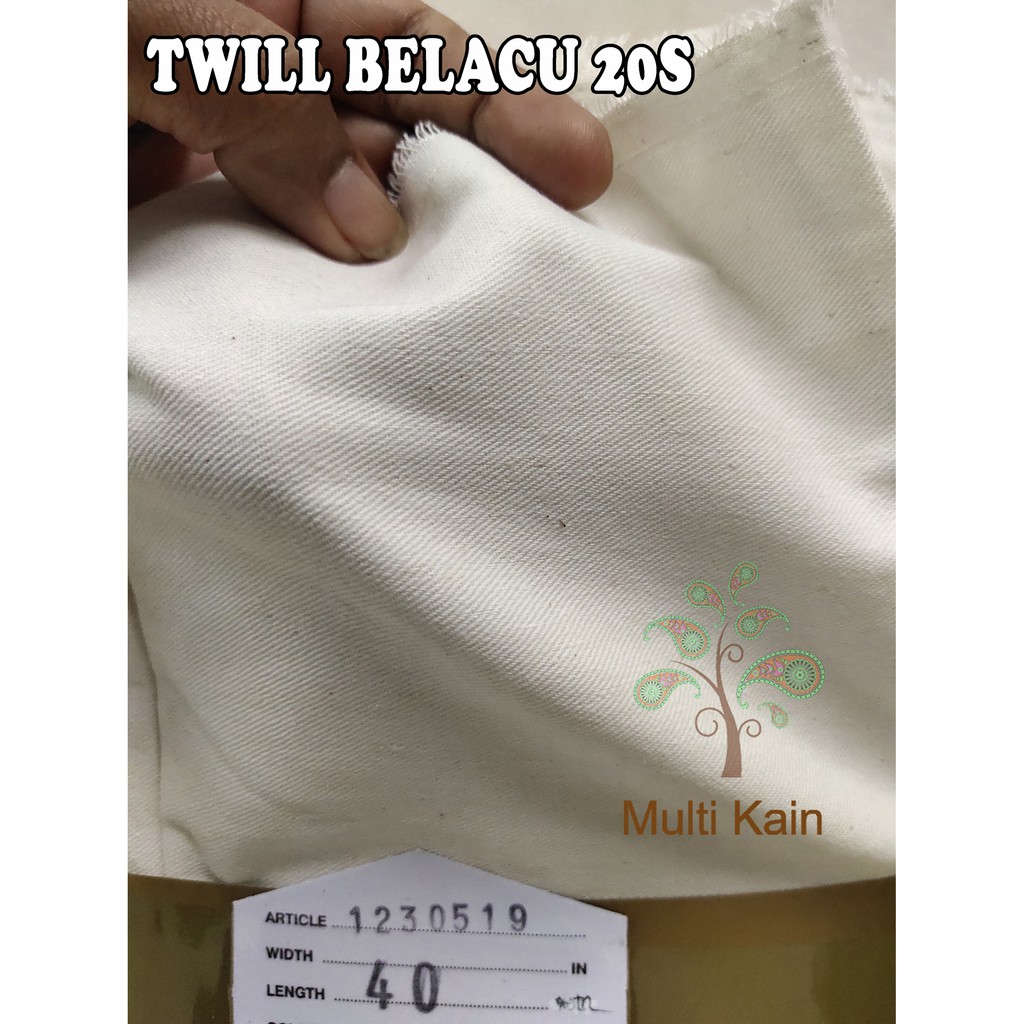 TWILL BELACU 20S
Multi Kain
ARTICLE 1230519
WIDTH IN
LENGTH 40